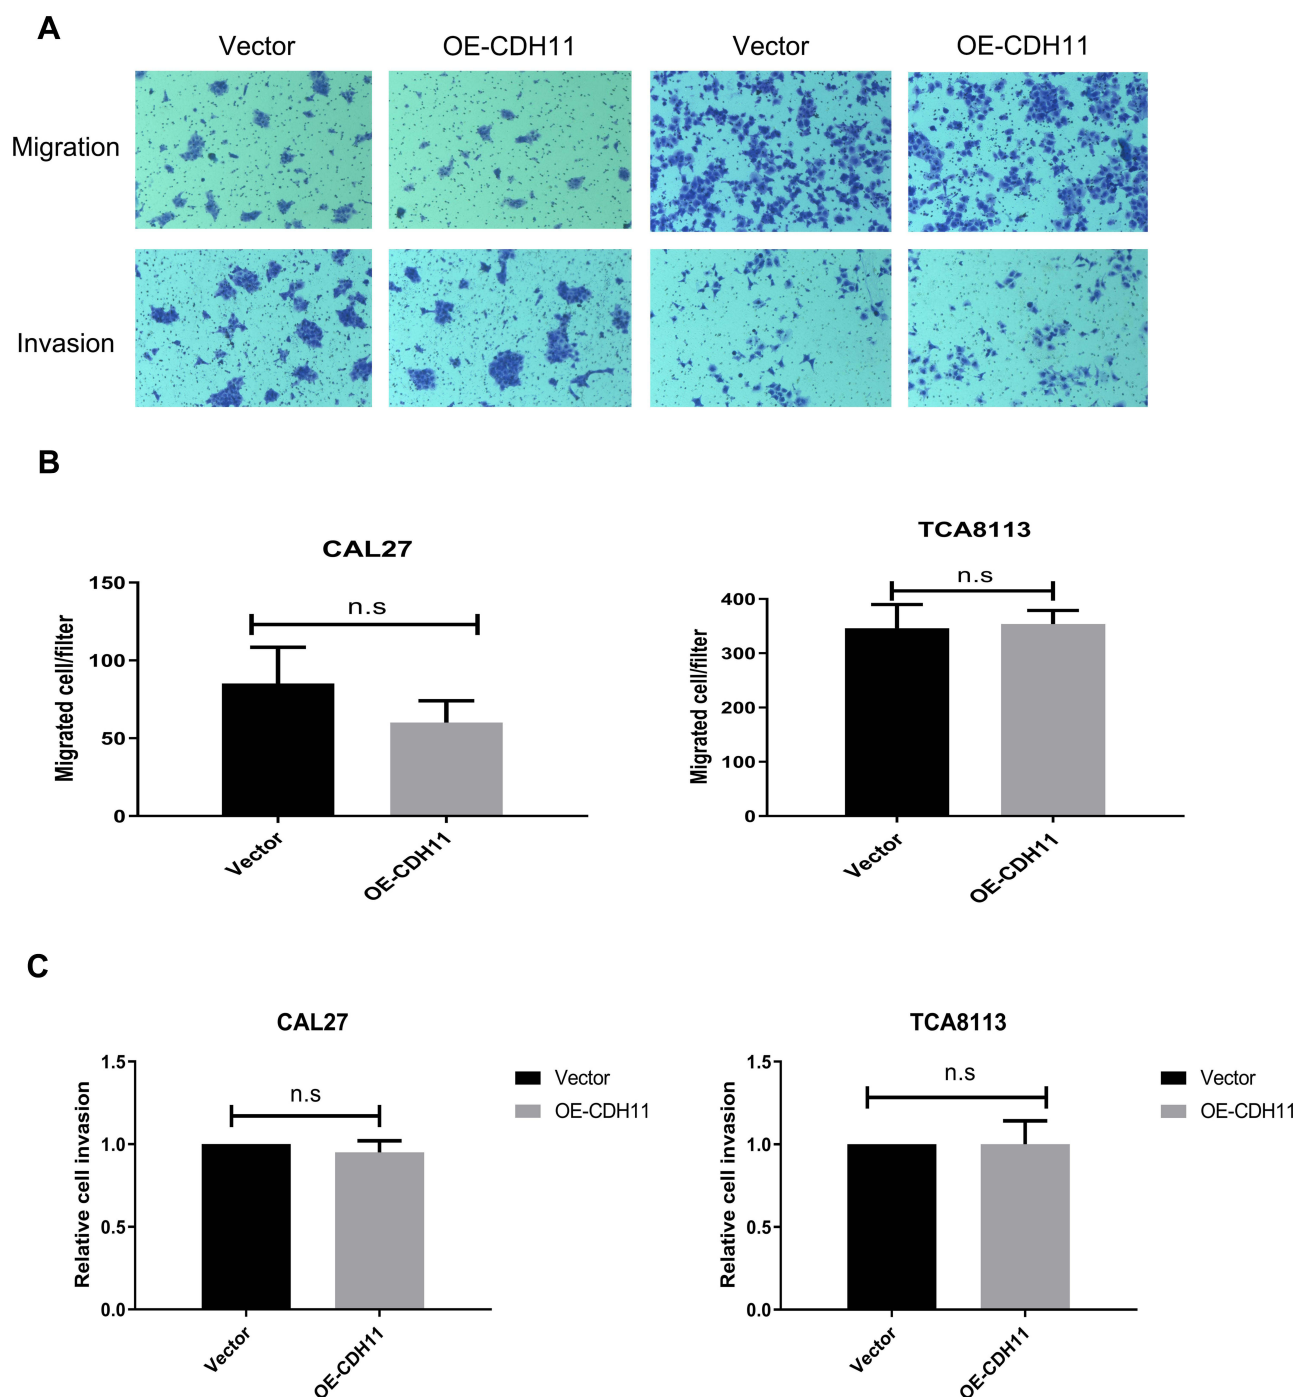 A
Vector
OE-CDH11
Vector
OE-CDH11
Migration
Invasion
B
CAL27
n.s
150
100
50
0
Migrated cell/filter
Vector
OE-CDH11
TCA8113
n.s
400
300
200
100
0
Migrated cell/filter
Vector
OE-CDH11
C
CAL27
n.s
1.5
1.0
0.5
0.0
Relative cell invasion
Vector
OE-CDH11
Vector
OE-CDH11
TCA8113
n.s
1.5
1.0
0.5
0.0
Relative cell invasion
Vector
OE-CDH11
Vector
OE-CDH11